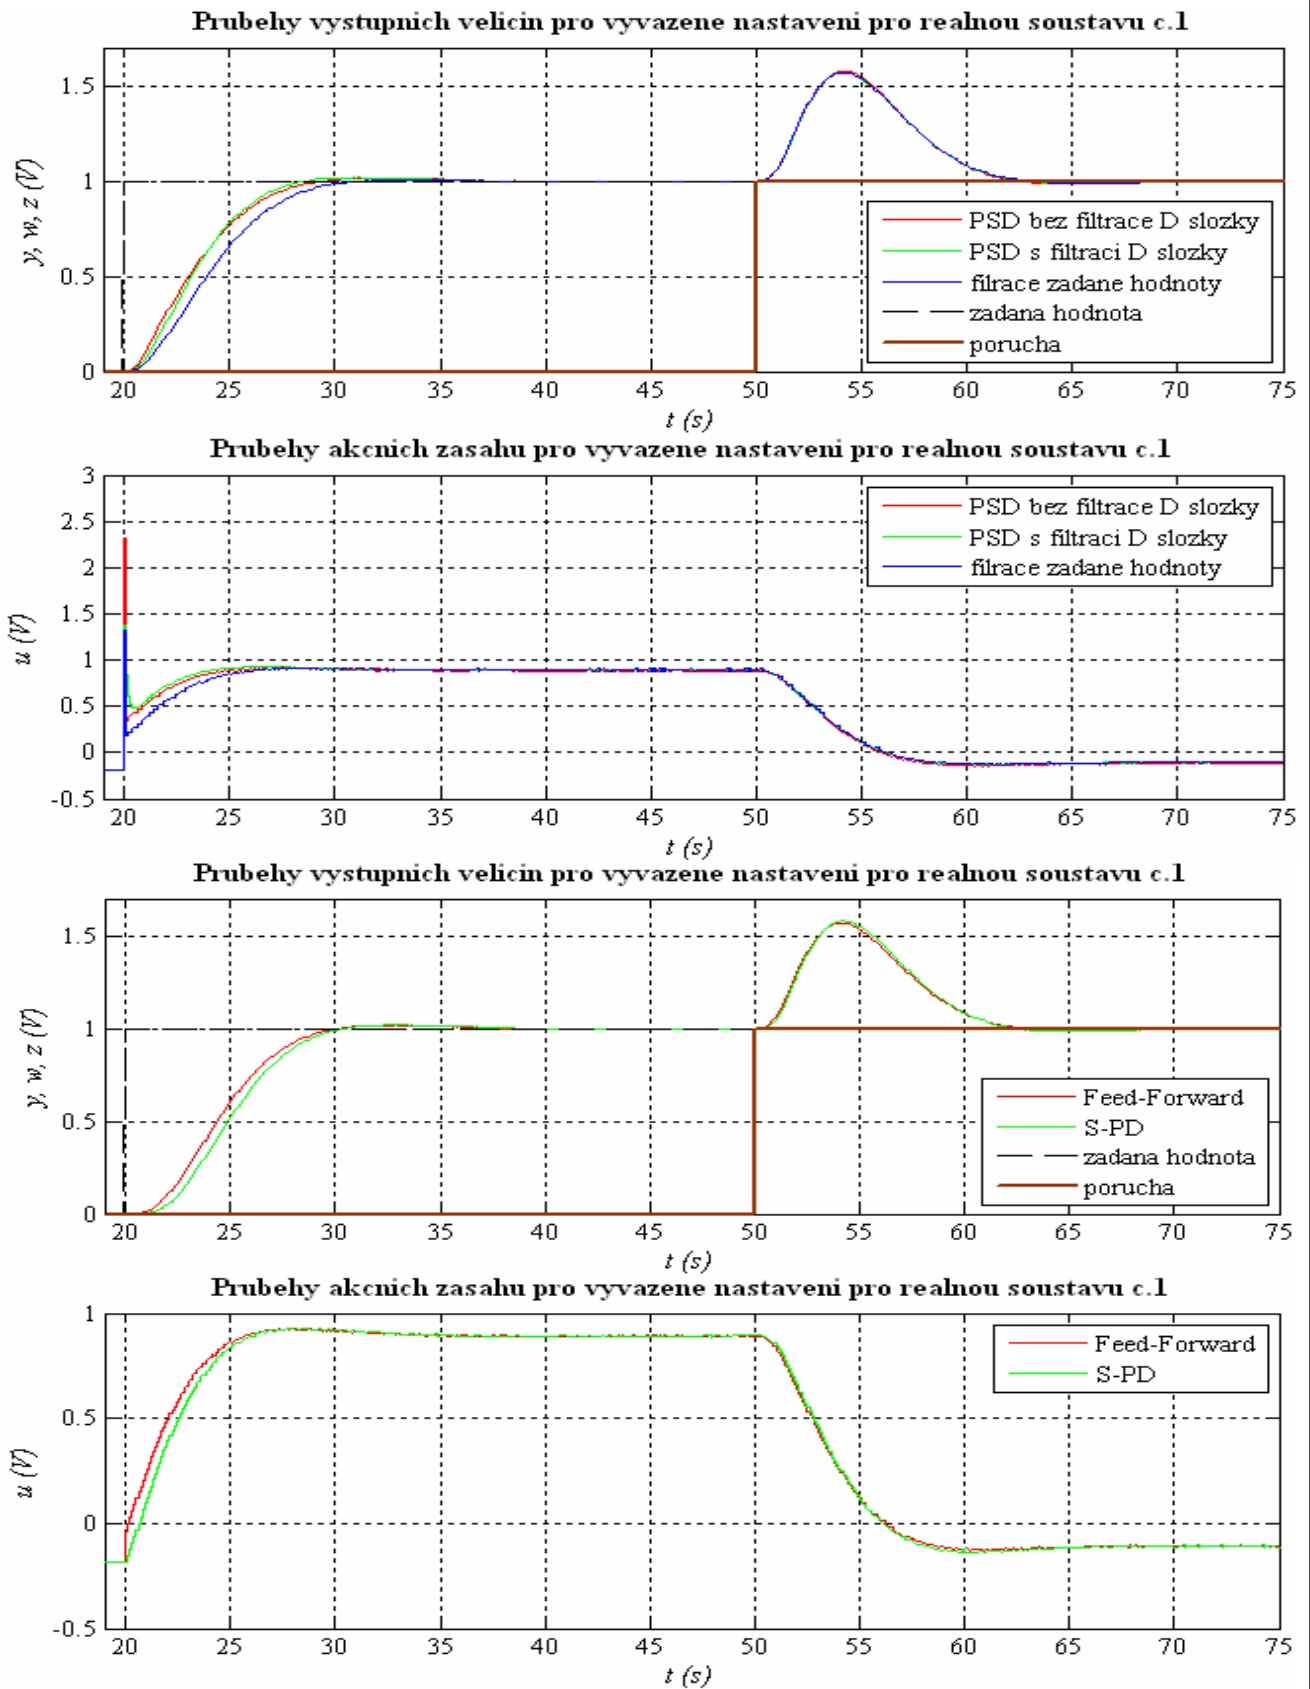 Prubehy vystupnich velicin pro vyvazene nastaveni pro realnou soustavu c.1
1.5
1
0.5
0
y, w, z (V)
PSD bez filtrace D slozky
PSD s filtraci D slozky
filrace zadane hodnoty
zadana hodnota
porucha
20 25 30 35 40 45 50 55 60 65 70 75
t (s)
Prubehy akcnich zasahu pro vyvazene nastaveni pro realnou soustavu c.1
3
2.5
2
1.5
1
0.5
0
-0.5
u (V)
PSD bez filtrace D slozky
PSD s filtraci D slozky
filrace zadane hodnoty
20 25 30 35 40 45 50 55 60 65 70 75
t (s)
Prubehy vystupnich velicin pro vyvazene nastaveni pro realnou soustavu c.1
1.5
1
0.5
0
y, w, z (V)
Feed-Forward
S-PD
zadana hodnota
porucha
20 25 30 35 40 45 50 55 60 65 70 75
t (s)
Prubehy akcnich zasahu pro vyvazene nastaveni pro realnou soustavu c.1
1
0.5
0
-0.5
u (V)
Feed-Forward
S-PD
20 25 30 35 40 45 50 55 60 65 70 75
t (s)